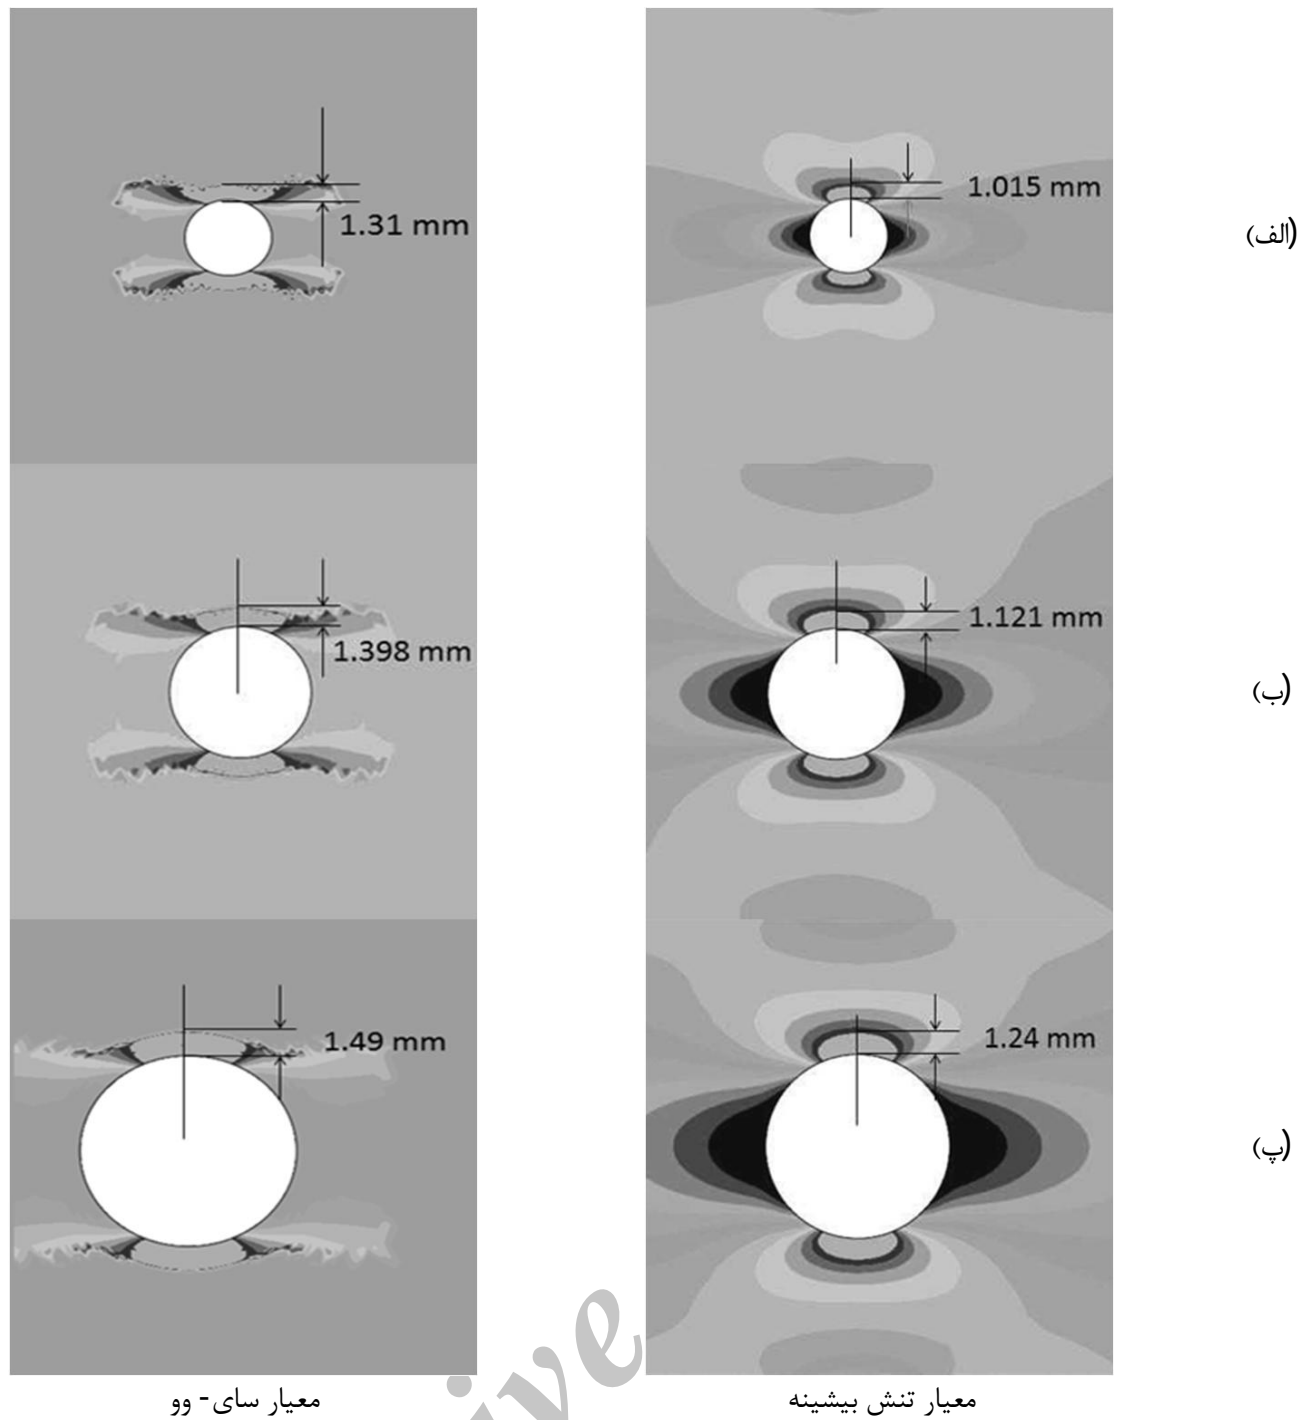 1.31 mm
1.015 mm
(الف)
1.398 mm
1.121 mm
(ب)
1.49 mm
1.24 mm
(پ)
معیار تنش بیشینه
معیار سای- وو
ive